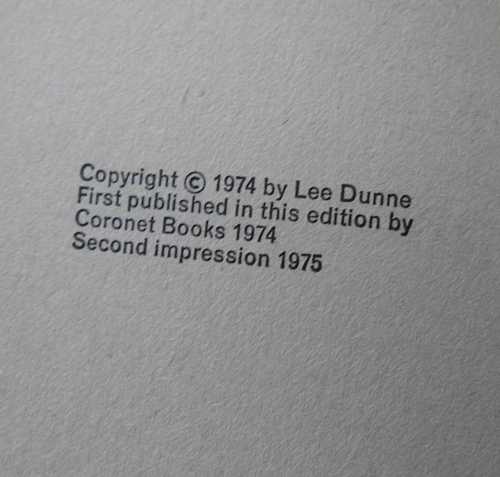 Copyright © 1974 by Lee Dunne
First published in this edition by
Coronet Books 1974
Second impression 1975